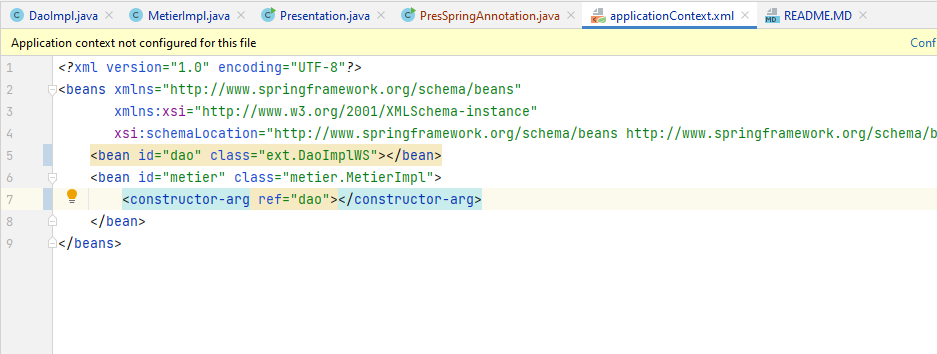 DaoImpl.java MetierImpl.java Presentation.java PresSpringAnnotation.java applicationContext.xml README.MD
Application context not configured for this file Conf
1 <?xml version="1.0" encoding="UTF-8"?>
2 <beans xmlns="http://www.springframework.org/schema/beans"
3 xmlns:xsi="http://www.w3.org/2001/XMLSchema-instance"
4 xsi:schemaLocation="http://www.springframework.org/schema/beans http://www.springframework.org/schema/b
5 <bean id="dao" class="ext.DaoImplWS"></bean>
6 <bean id="metier" class="metier.MetierImpl">
7 <constructor-arg ref="dao"></constructor-arg>
8 </bean>
9 </beans>